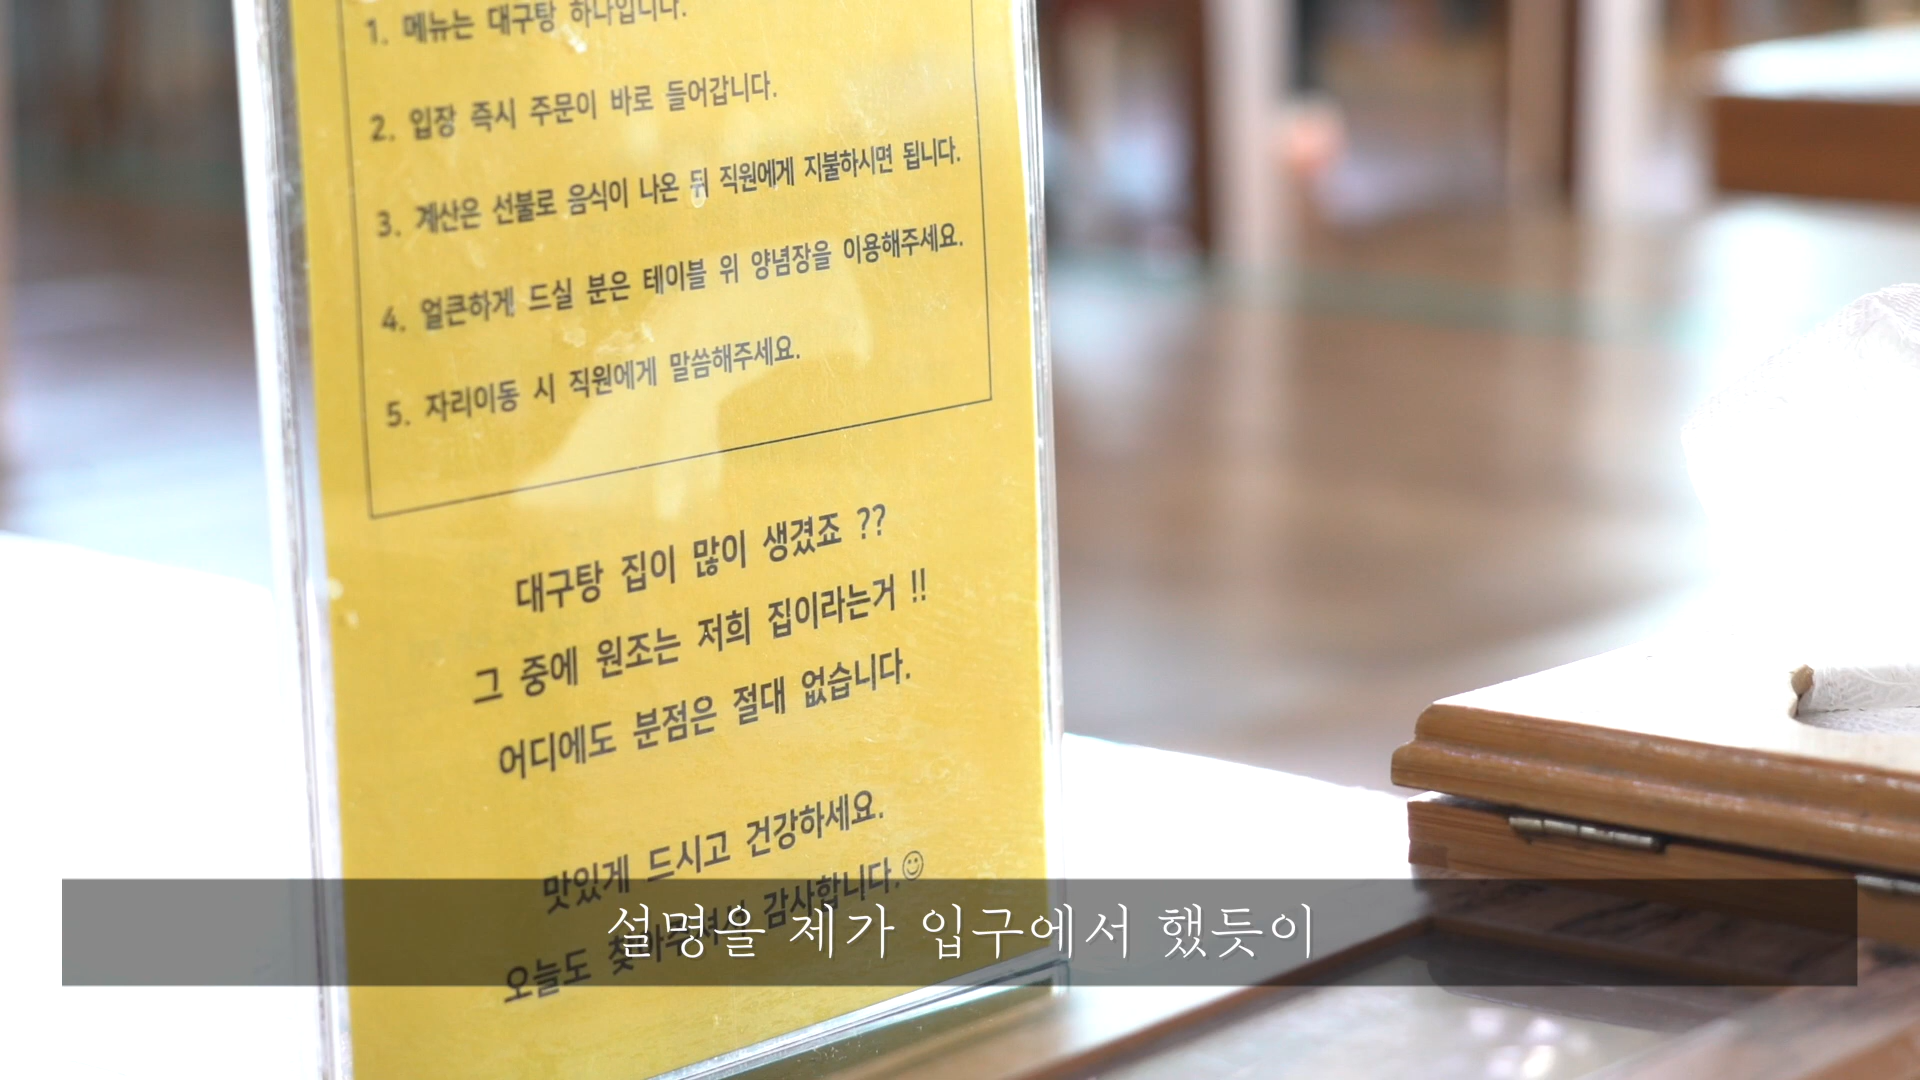 1. 메뉴는 대구탕 하나입니다.
2. 입장 즉시 주문이 바로 들어갑니다.
3. 계산은 선불로 음식이 나온 뒤 직원에게 지불하시면 됩니다.
4. 얼큰하게 드실 분은 테이블 위 양념장을 이용해주세요.
5. 자리이동 시 직원에게 말씀해주세요.
대구탕 집이 많이 생겼죠 ??
그 중에 원조는 저희 집이라는거 !!
어디에도 분점은 절대 없습니다.
맛있게 드시고 건강하세요.
오늘도 감사합니다.☺
설명을 제가 입구에서 했듯이